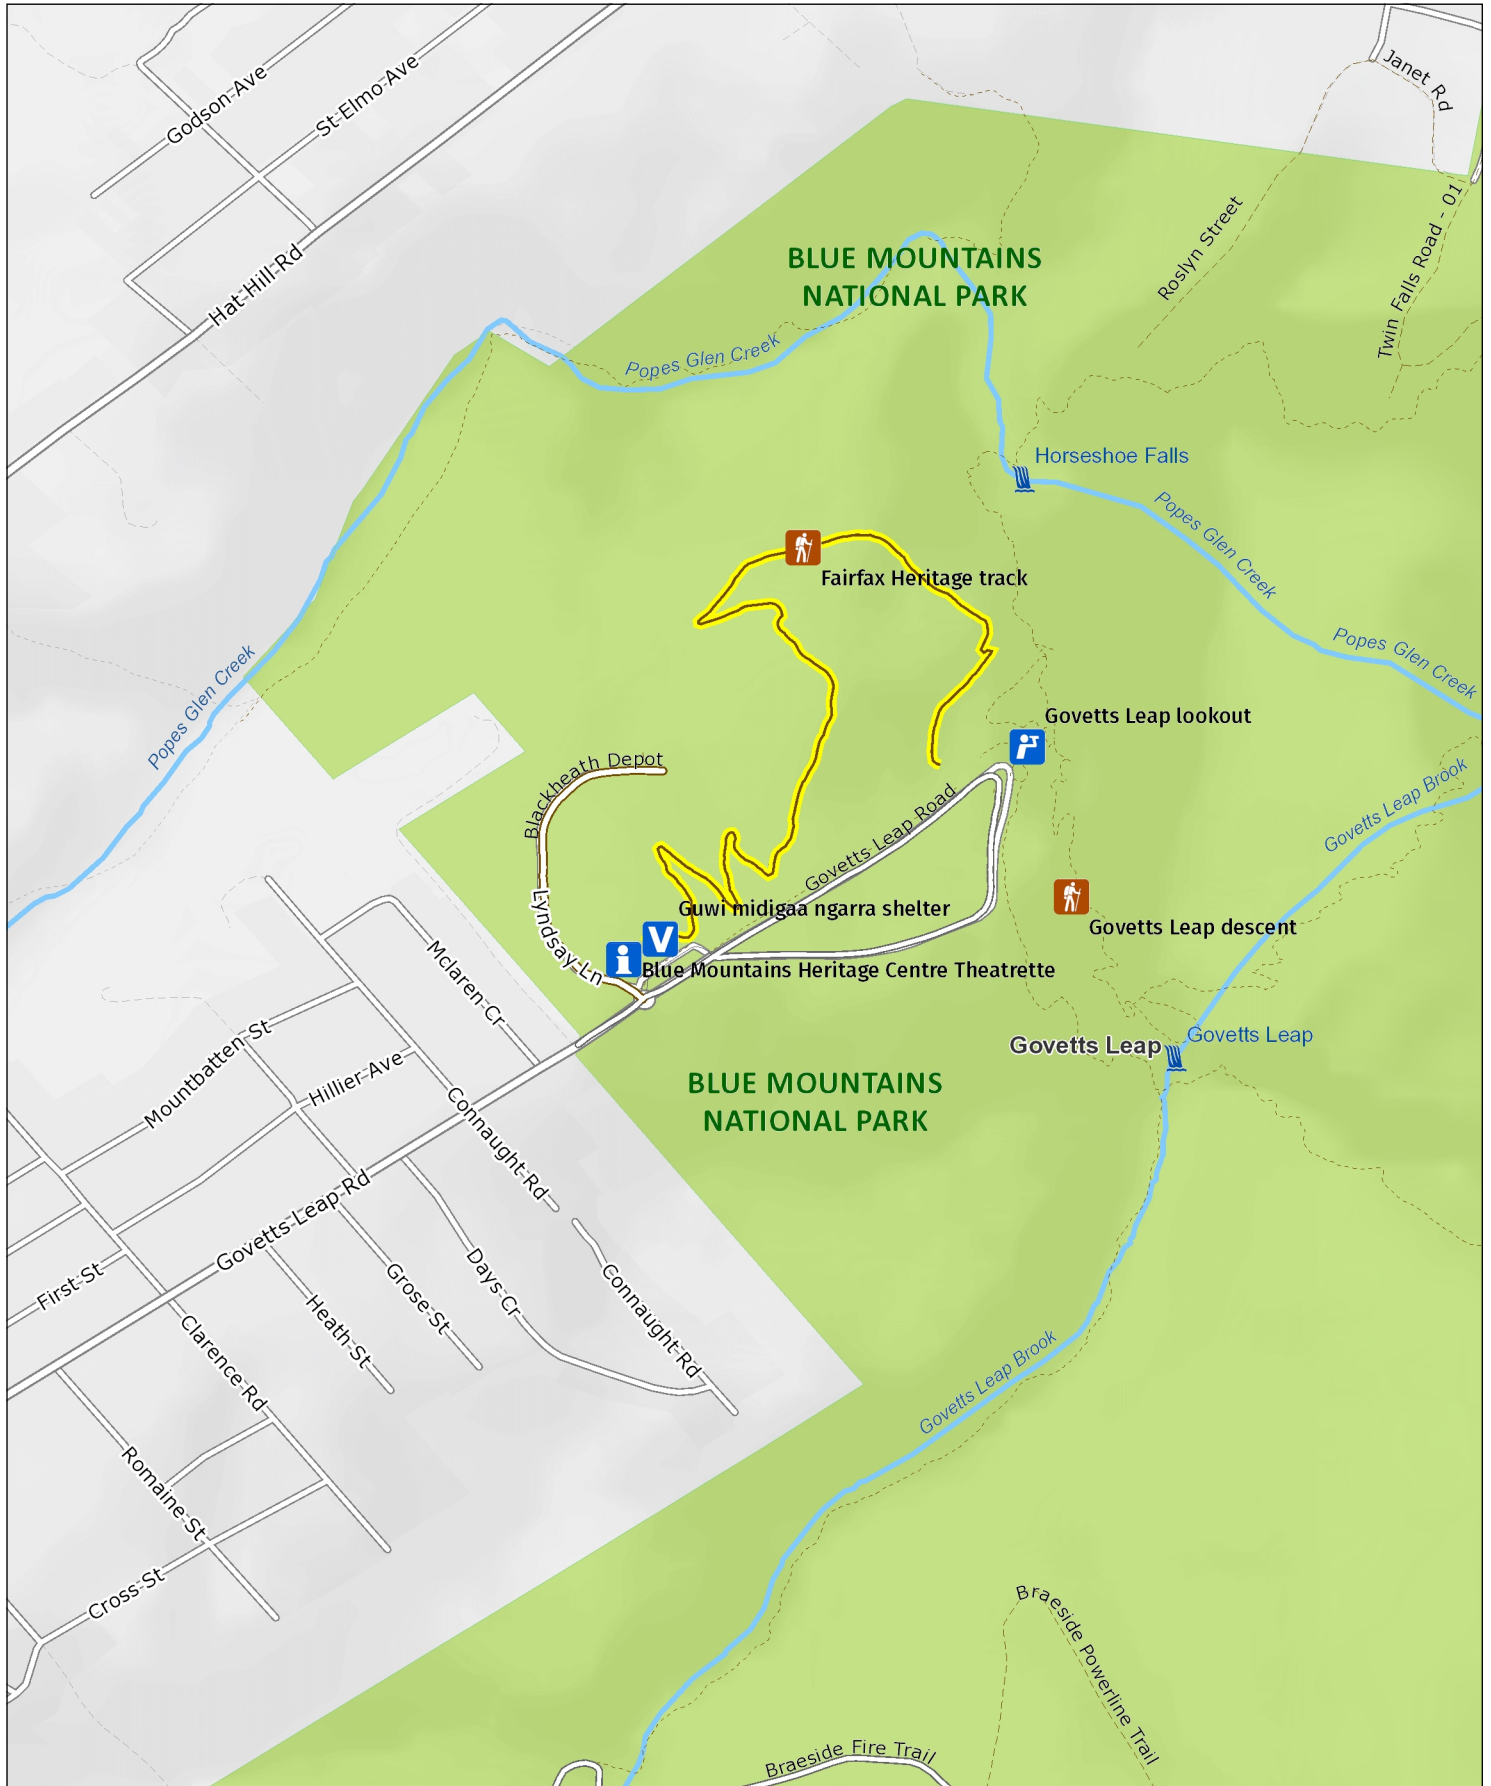 Godson Ave
St Elmo Ave
Janet Rd
Hat Hill Rd
Roslyn Street
Twin Falls Road - 01
BLUE MOUNTAINS
NATIONAL PARK
Popes Glen Creek
Horseshoe Falls
Popes Glen Creek
Fairfax Heritage track
Popes Glen Creek
Popes Glen Creek
Govetts Leap lookout
Blackheath Depot
Govetts Leap Road
Govetts Leap Brook
Lyndsay Ln
Guwi midigaa ngarra shelter
Govetts Leap descent
V
i
Blue Mountains Heritage Centre Theatrette
Mclaren Cr
Mountbatten St
Govetts Leap
Govetts Leap
Hillier Ave
BLUE MOUNTAINS
NATIONAL PARK
Connaught Rd
Govetts Leap Rd
First St
Days Cr
Grose St
Heath St
Connaught Rd
Clarence Rd
Govetts Leap Brook
Romaine St
Cross St
Braeside Powerline Trail
Braeside Fire Trail